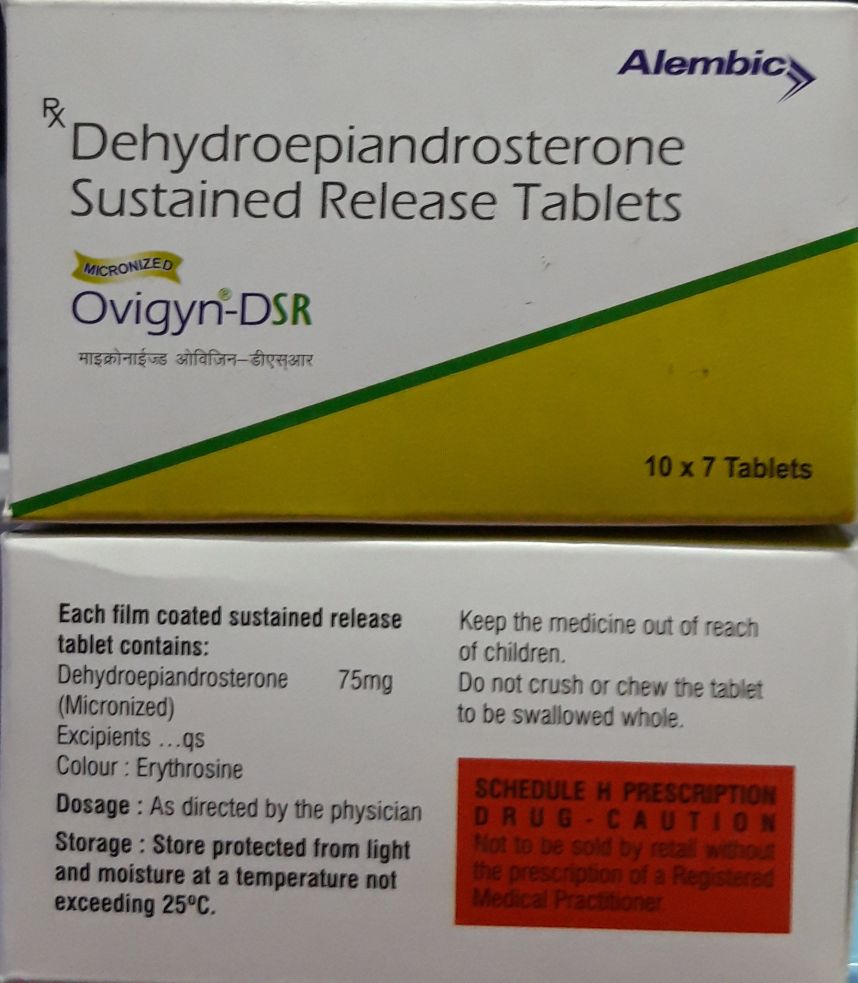 Alembic
Rx Dehydroepiandrosterone
Sustained Release Tablets
MICRONIZED
Ovigyn®-DSR
माइक्रोनाईज्ड ओविजिन-डीएस्आर
10 x 7 Tablets
Each film coated sustained release
tablet contains:
Dehydroepiandrosterone 75mg
(Micronized)
Excipients ...qs
Colour : Erythrosine
Dosage : As directed by the physician
Storage : Store protected from light
and moisture at a temperature not
exceeding 25ºC.
Keep the medicine out of reach
of children.
Do not crush or chew the tablet
to be swallowed whole.
SCHEDULE H PRESCRIPTION
DRUG - CAUTION
Not to be sold by retail without
the prescription of a Registered
Medical Practitioner.